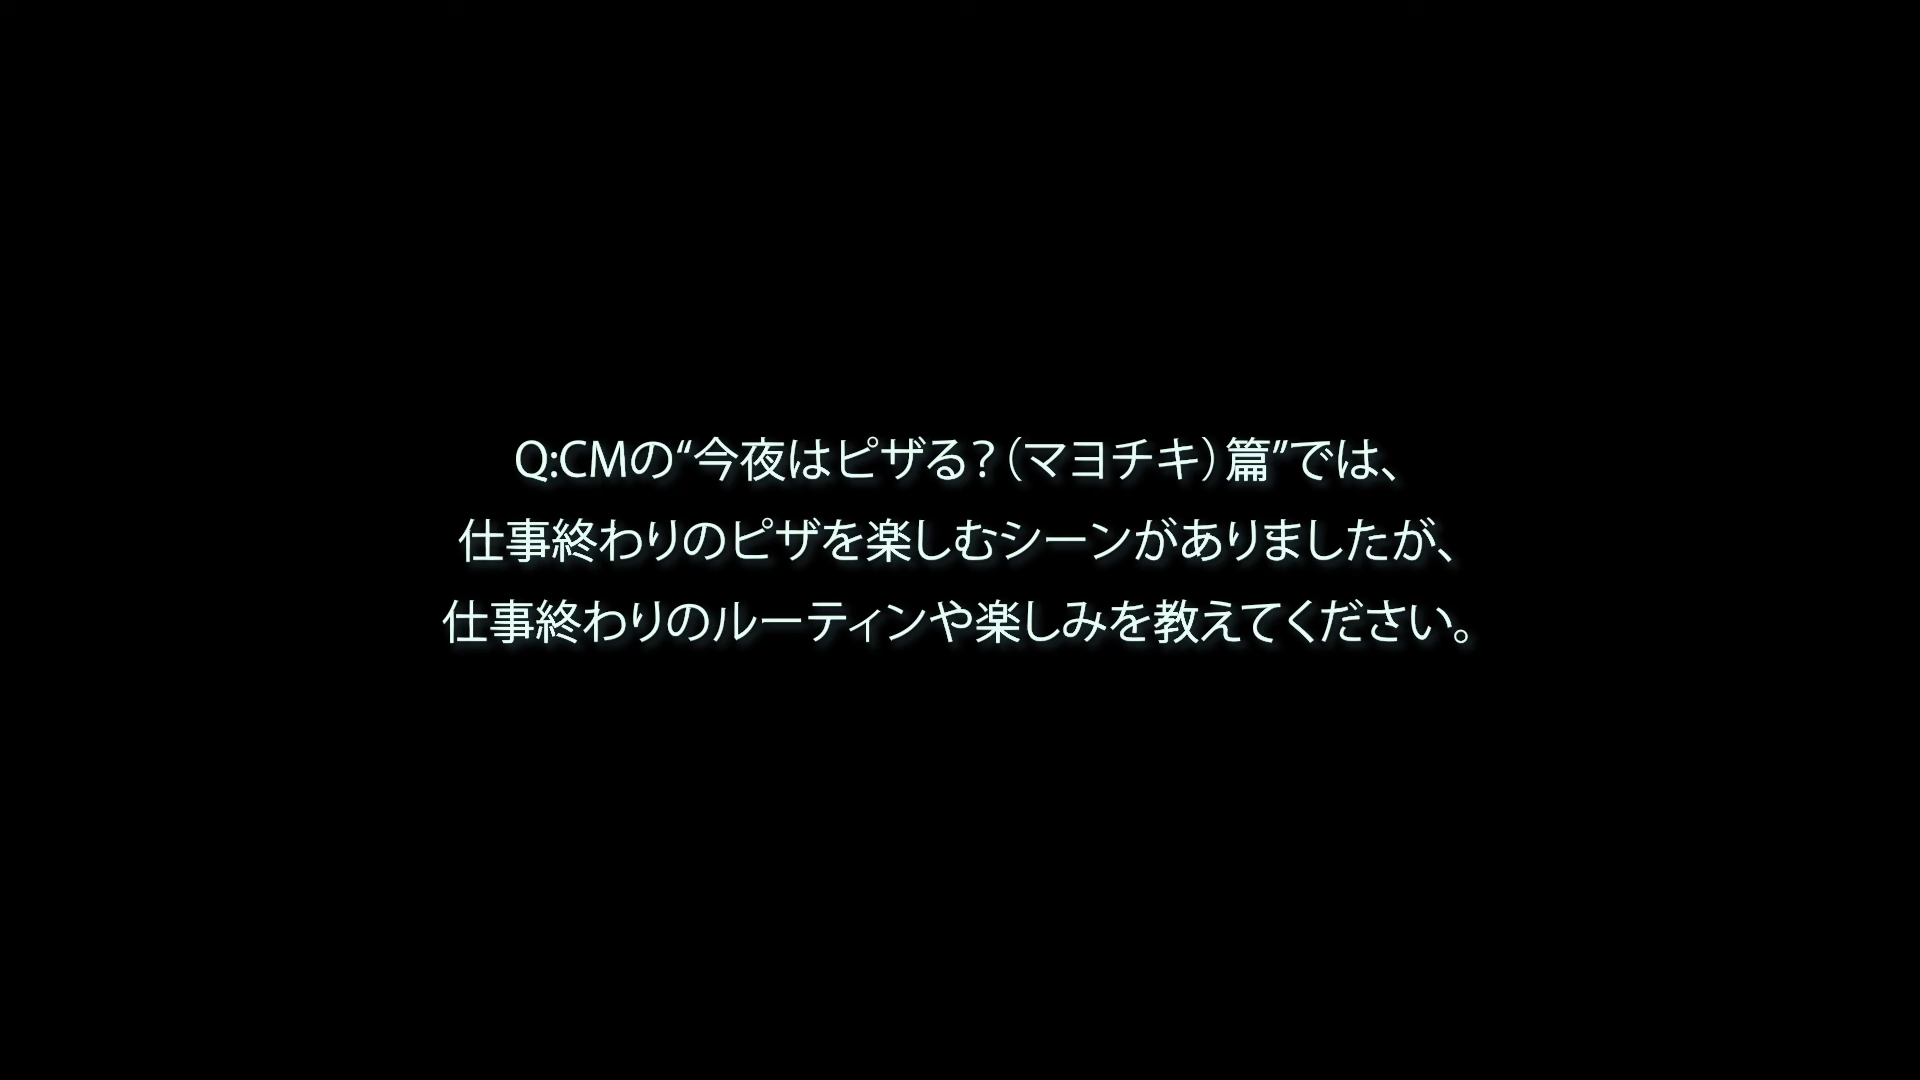 Q:CMの“今夜はピザる?(マヨチキ)篇”では、
仕事終わりのピザを楽しむシーンがありましたが、
仕事終わりのルーティンや楽しみを教えてください。